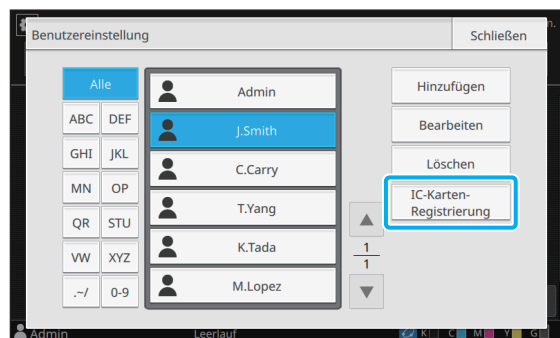 Benutzereinstellung
Schließen
Alle
ABC DEF
GHI JKL
MN OP
QR STU
VW XYZ
.~/ 0-9
Admin
J.Smith
C.Carry
T.Yang
K.Tada
M.Lopez
1
1
Hinzufügen
Bearbeiten
Löschen
IC-Karten-
Registrierung
n.
Admin Leerlauf K C M Y G